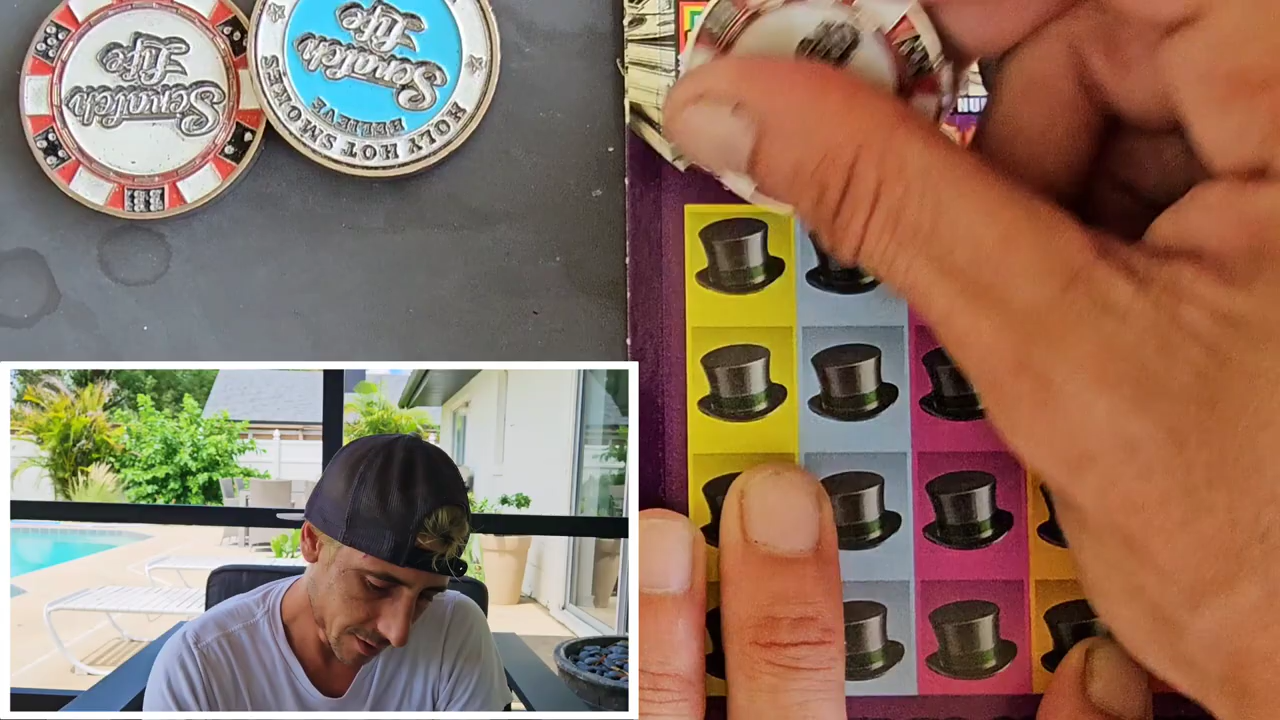 Scratch
Life
Scratch
Life
BELIEVE
HOLY HOT SMOKES